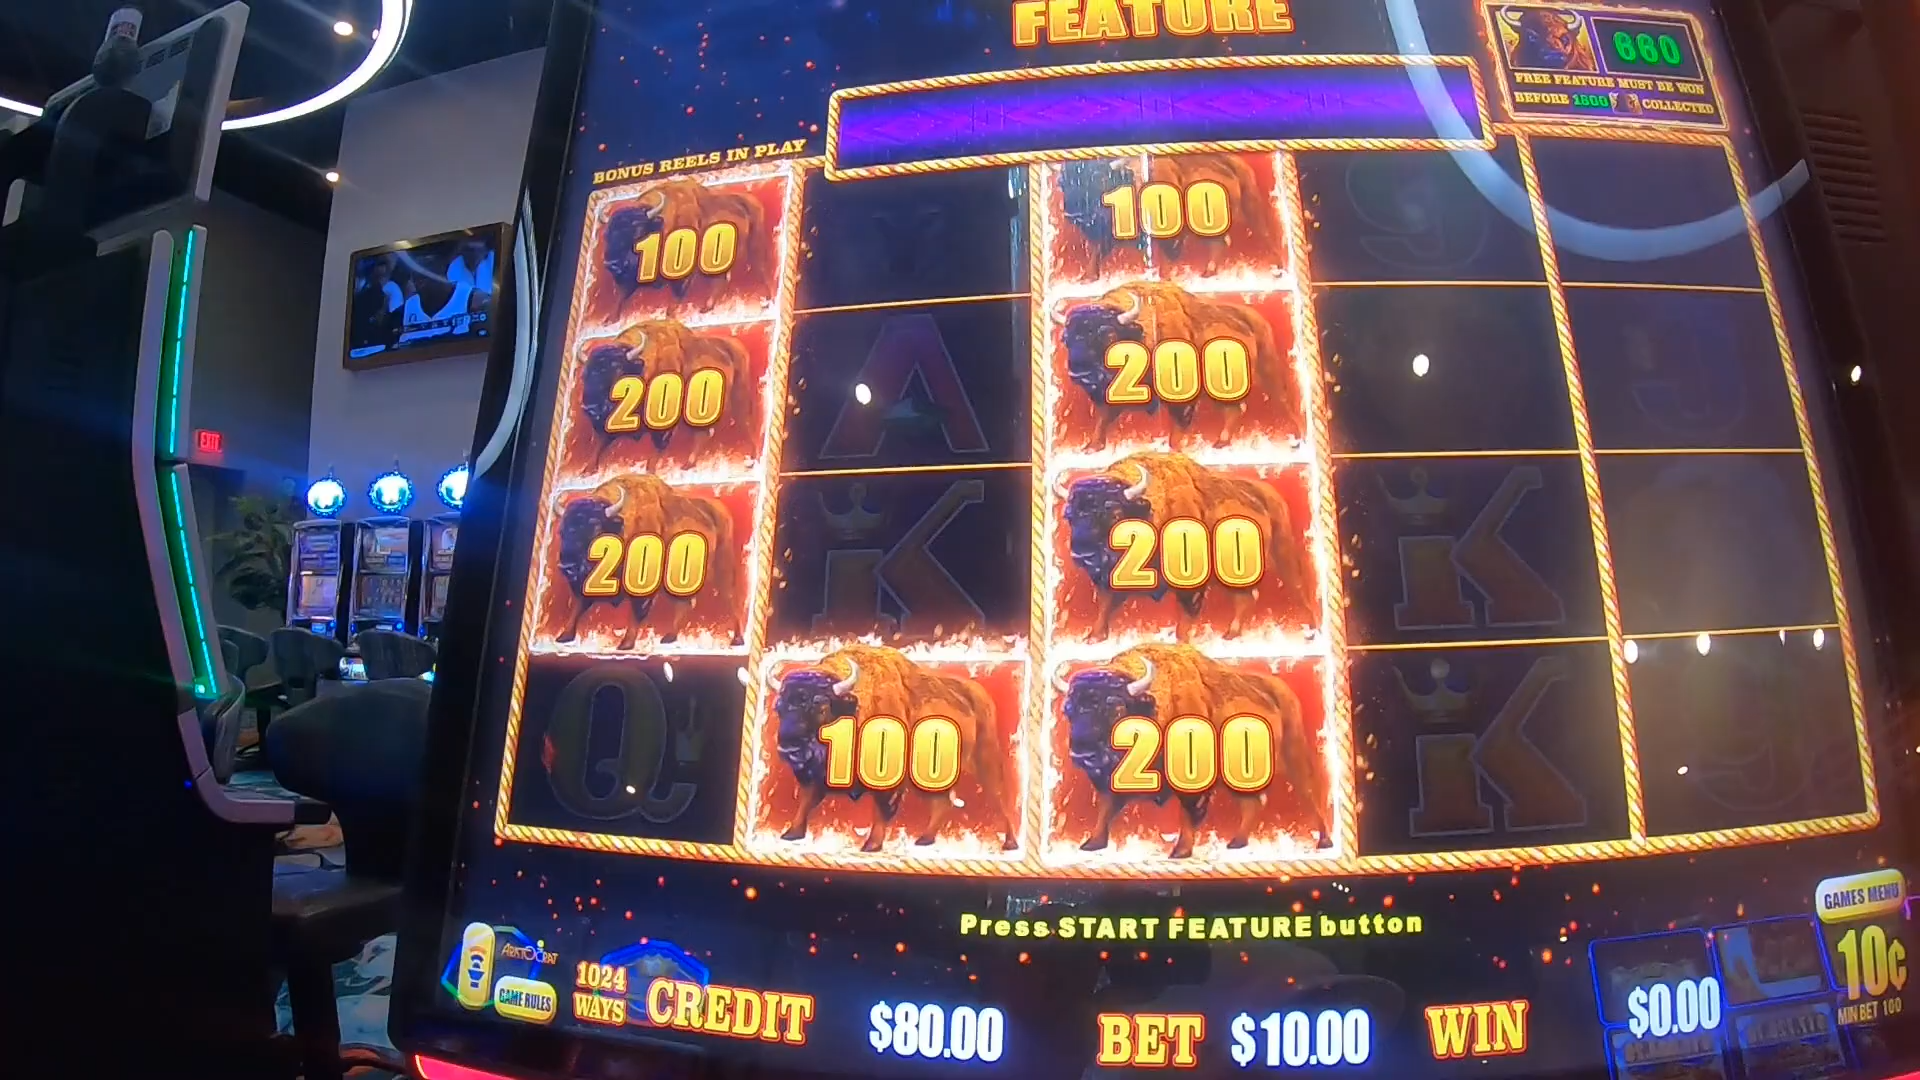 FEATURE
660
FREE FEATURE MUST BE WON
BEFORE 1800 COLLECTED
BONUS REELS IN PLAY
100
100
200
200
200
200
100
200
A
K
K
Q
K
EXIT
Press START FEATURE button
GAMES MENU
10¢
MIN BET 100
ARISTOCRAT
GAME RULES
1024
WAYS
CREDIT $80.00 BET $10.00 WIN $0.00